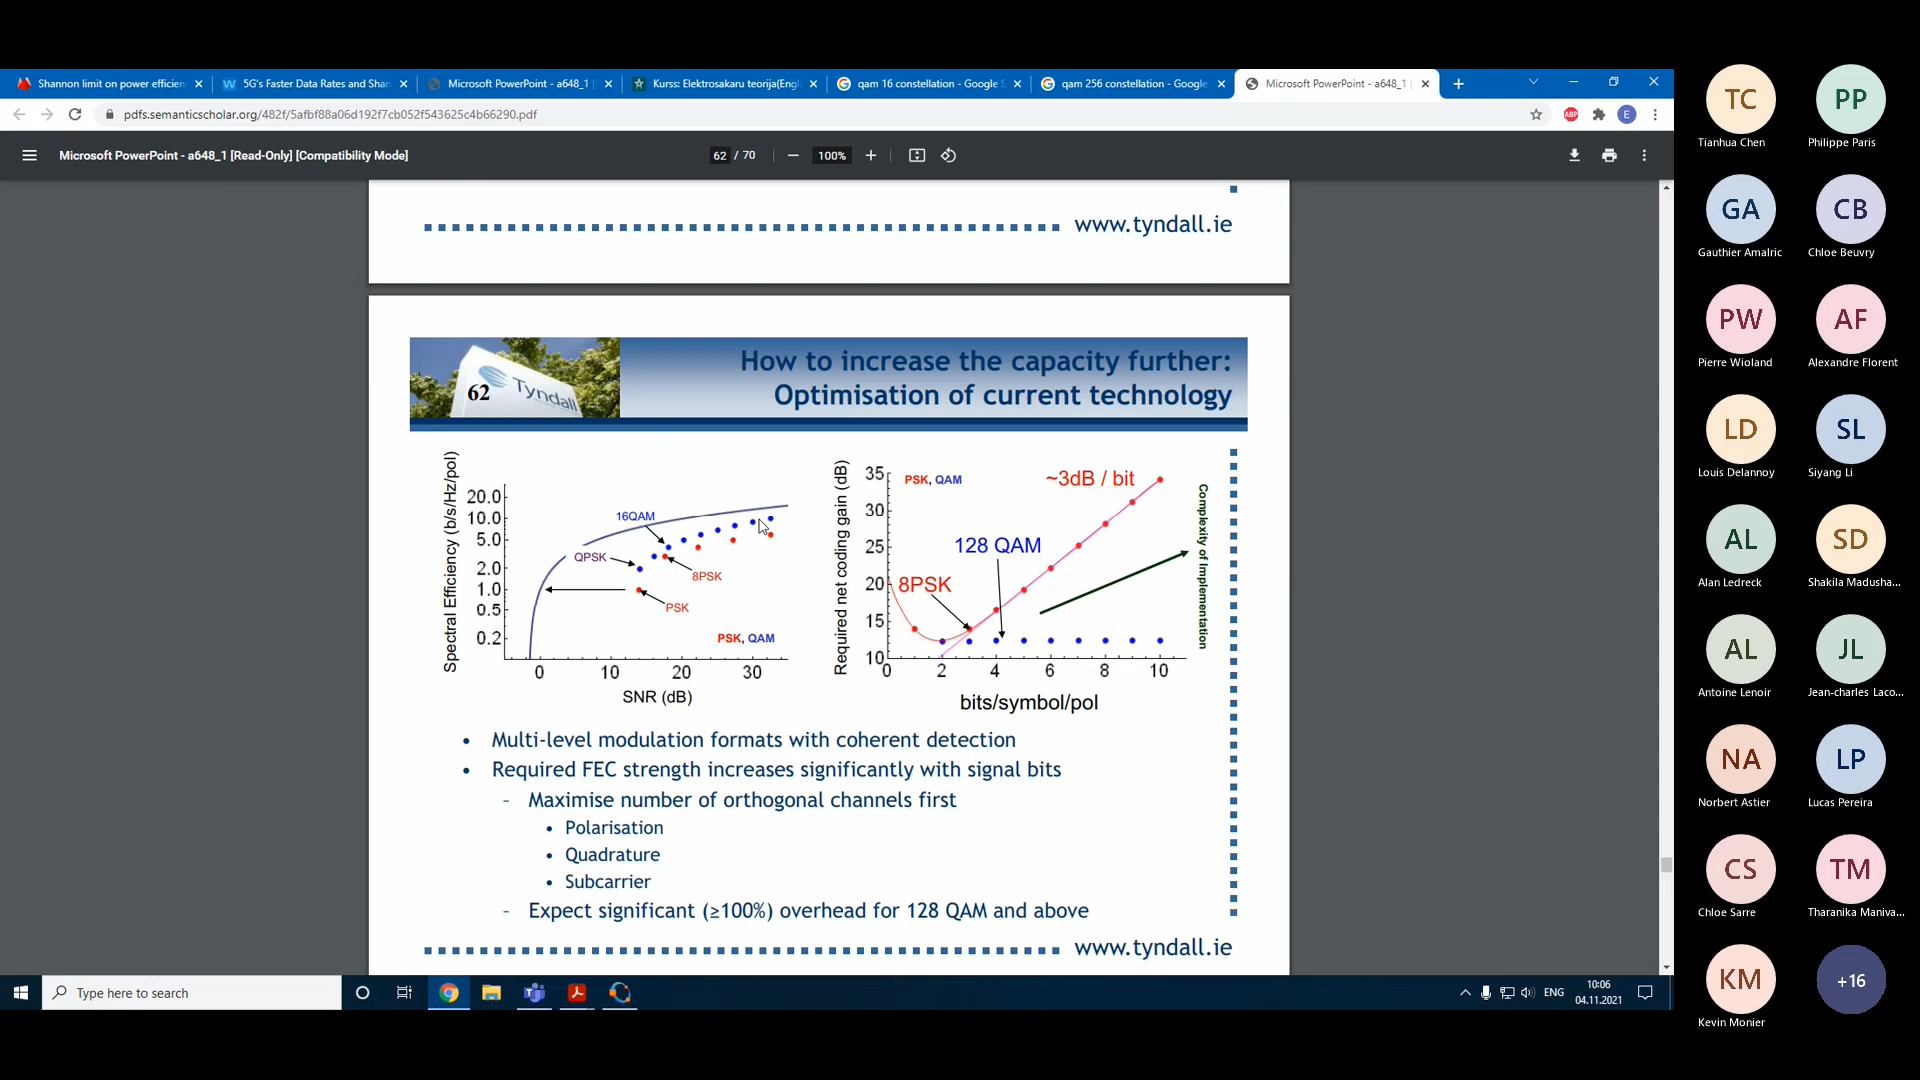 Shannon limit on power efficien
5G's Faster Data Rates and Shan
Microsoft PowerPoint - a648_1
Kurss: Elektrosakaru teorija(Engl
qam 16 constellation - Google S
qam 256 constellation - Google
Microsoft PowerPoint - a648_1
pdfs.semanticscholar.org/482f/5afbf88a06d192f7cb052f543625c4b66290.pdf
ABP
E
Microsoft PowerPoint - a648_1 [Read-Only] [Compatibility Mode]
62 / 70
100%
www.tyndall.ie
Tyndall
62
How to increase the capacity further:
Optimisation of current technology
Spectral Efficiency (b/s/Hz/pol)
20.0
10.0
5.0
2.0
1.0
0.5
0.2
16QAM
QPSK
8PSK
PSK
PSK, QAM
0 10 20 30
SNR (dB)
Required net coding gain (dB)
35
30
25
20
15
10
PSK, QAM
~3dB / bit
128 QAM
8PSK
Complexity of Implementation
0 2 4 6 8 10
bits/symbol/pol
• Multi-level modulation formats with coherent detection
• Required FEC strength increases significantly with signal bits
- Maximise number of orthogonal channels first
• Polarisation
• Quadrature
• Subcarrier
- Expect significant (≥100%) overhead for 128 QAM and above
www.tyndall.ie
Type here to search
ENG
10:06
04.11.2021
TC
Tianhua Chen
PP
Philippe Paris
GA
Gauthier Amalric
CB
Chloe Beuvry
PW
Pierre Wioland
AF
Alexandre Florent
LD
Louis Delannoy
SL
Siyang Li
AL
Alan Ledreck
SD
Shakila Madusha...
AL
Antoine Lenoir
JL
Jean-charles Laco...
NA
Norbert Astier
LP
Lucas Pereira
CS
Chloe Sarre
TM
Tharanika Maniva...
KM
Kevin Monier
+16